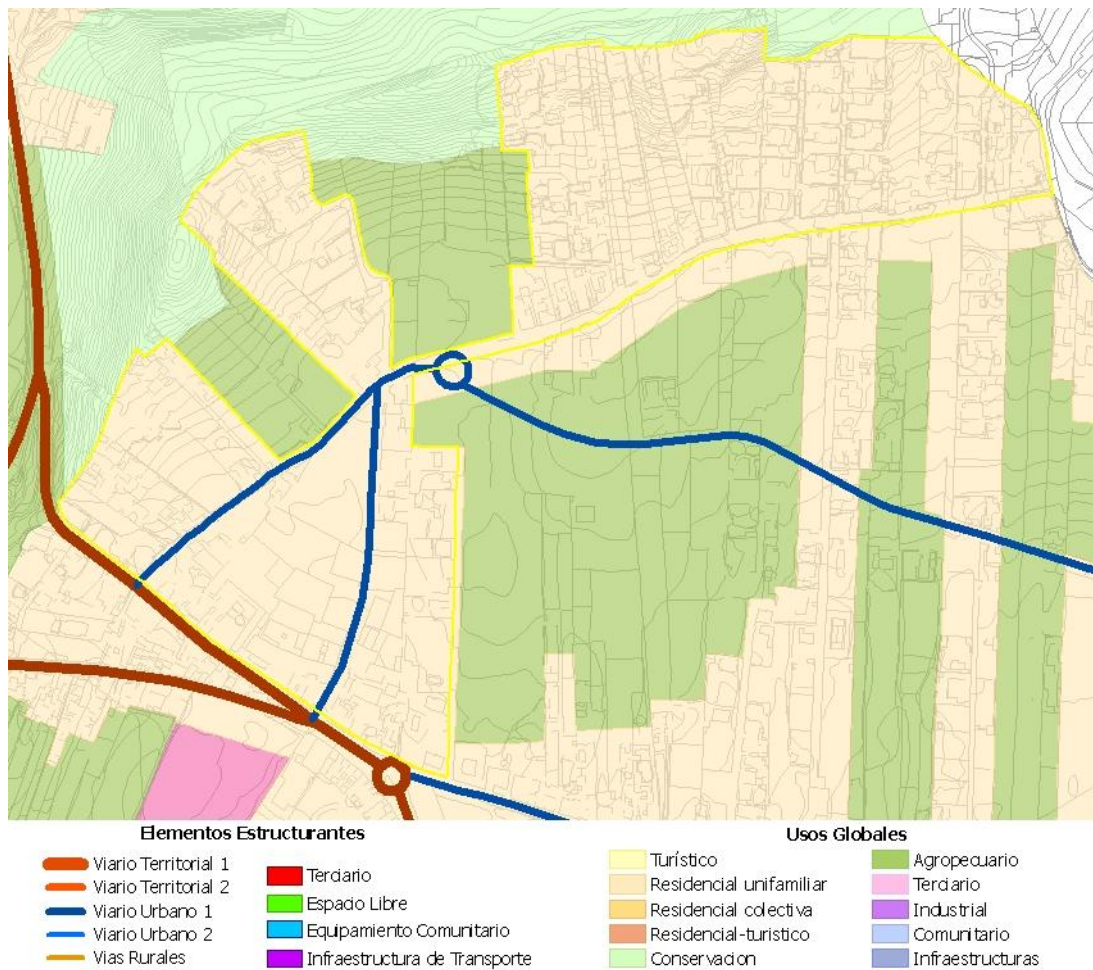 Elementos Estructurantes
Viario Territorial 1
Viario Territorial 2
Viario Urbano 1
Viario Urbano 2
Vias Rurales
Terciario
Espacio Libre
Equipamiento Comunitario
Infraestructura de Transporte
Usos Globales
Turístico
Residencial unifamiliar
Residencial colectiva
Residencial-turistico
Conservacion
Agropecuario
Terciario
Industrial
Comunitario
Infraestructuras